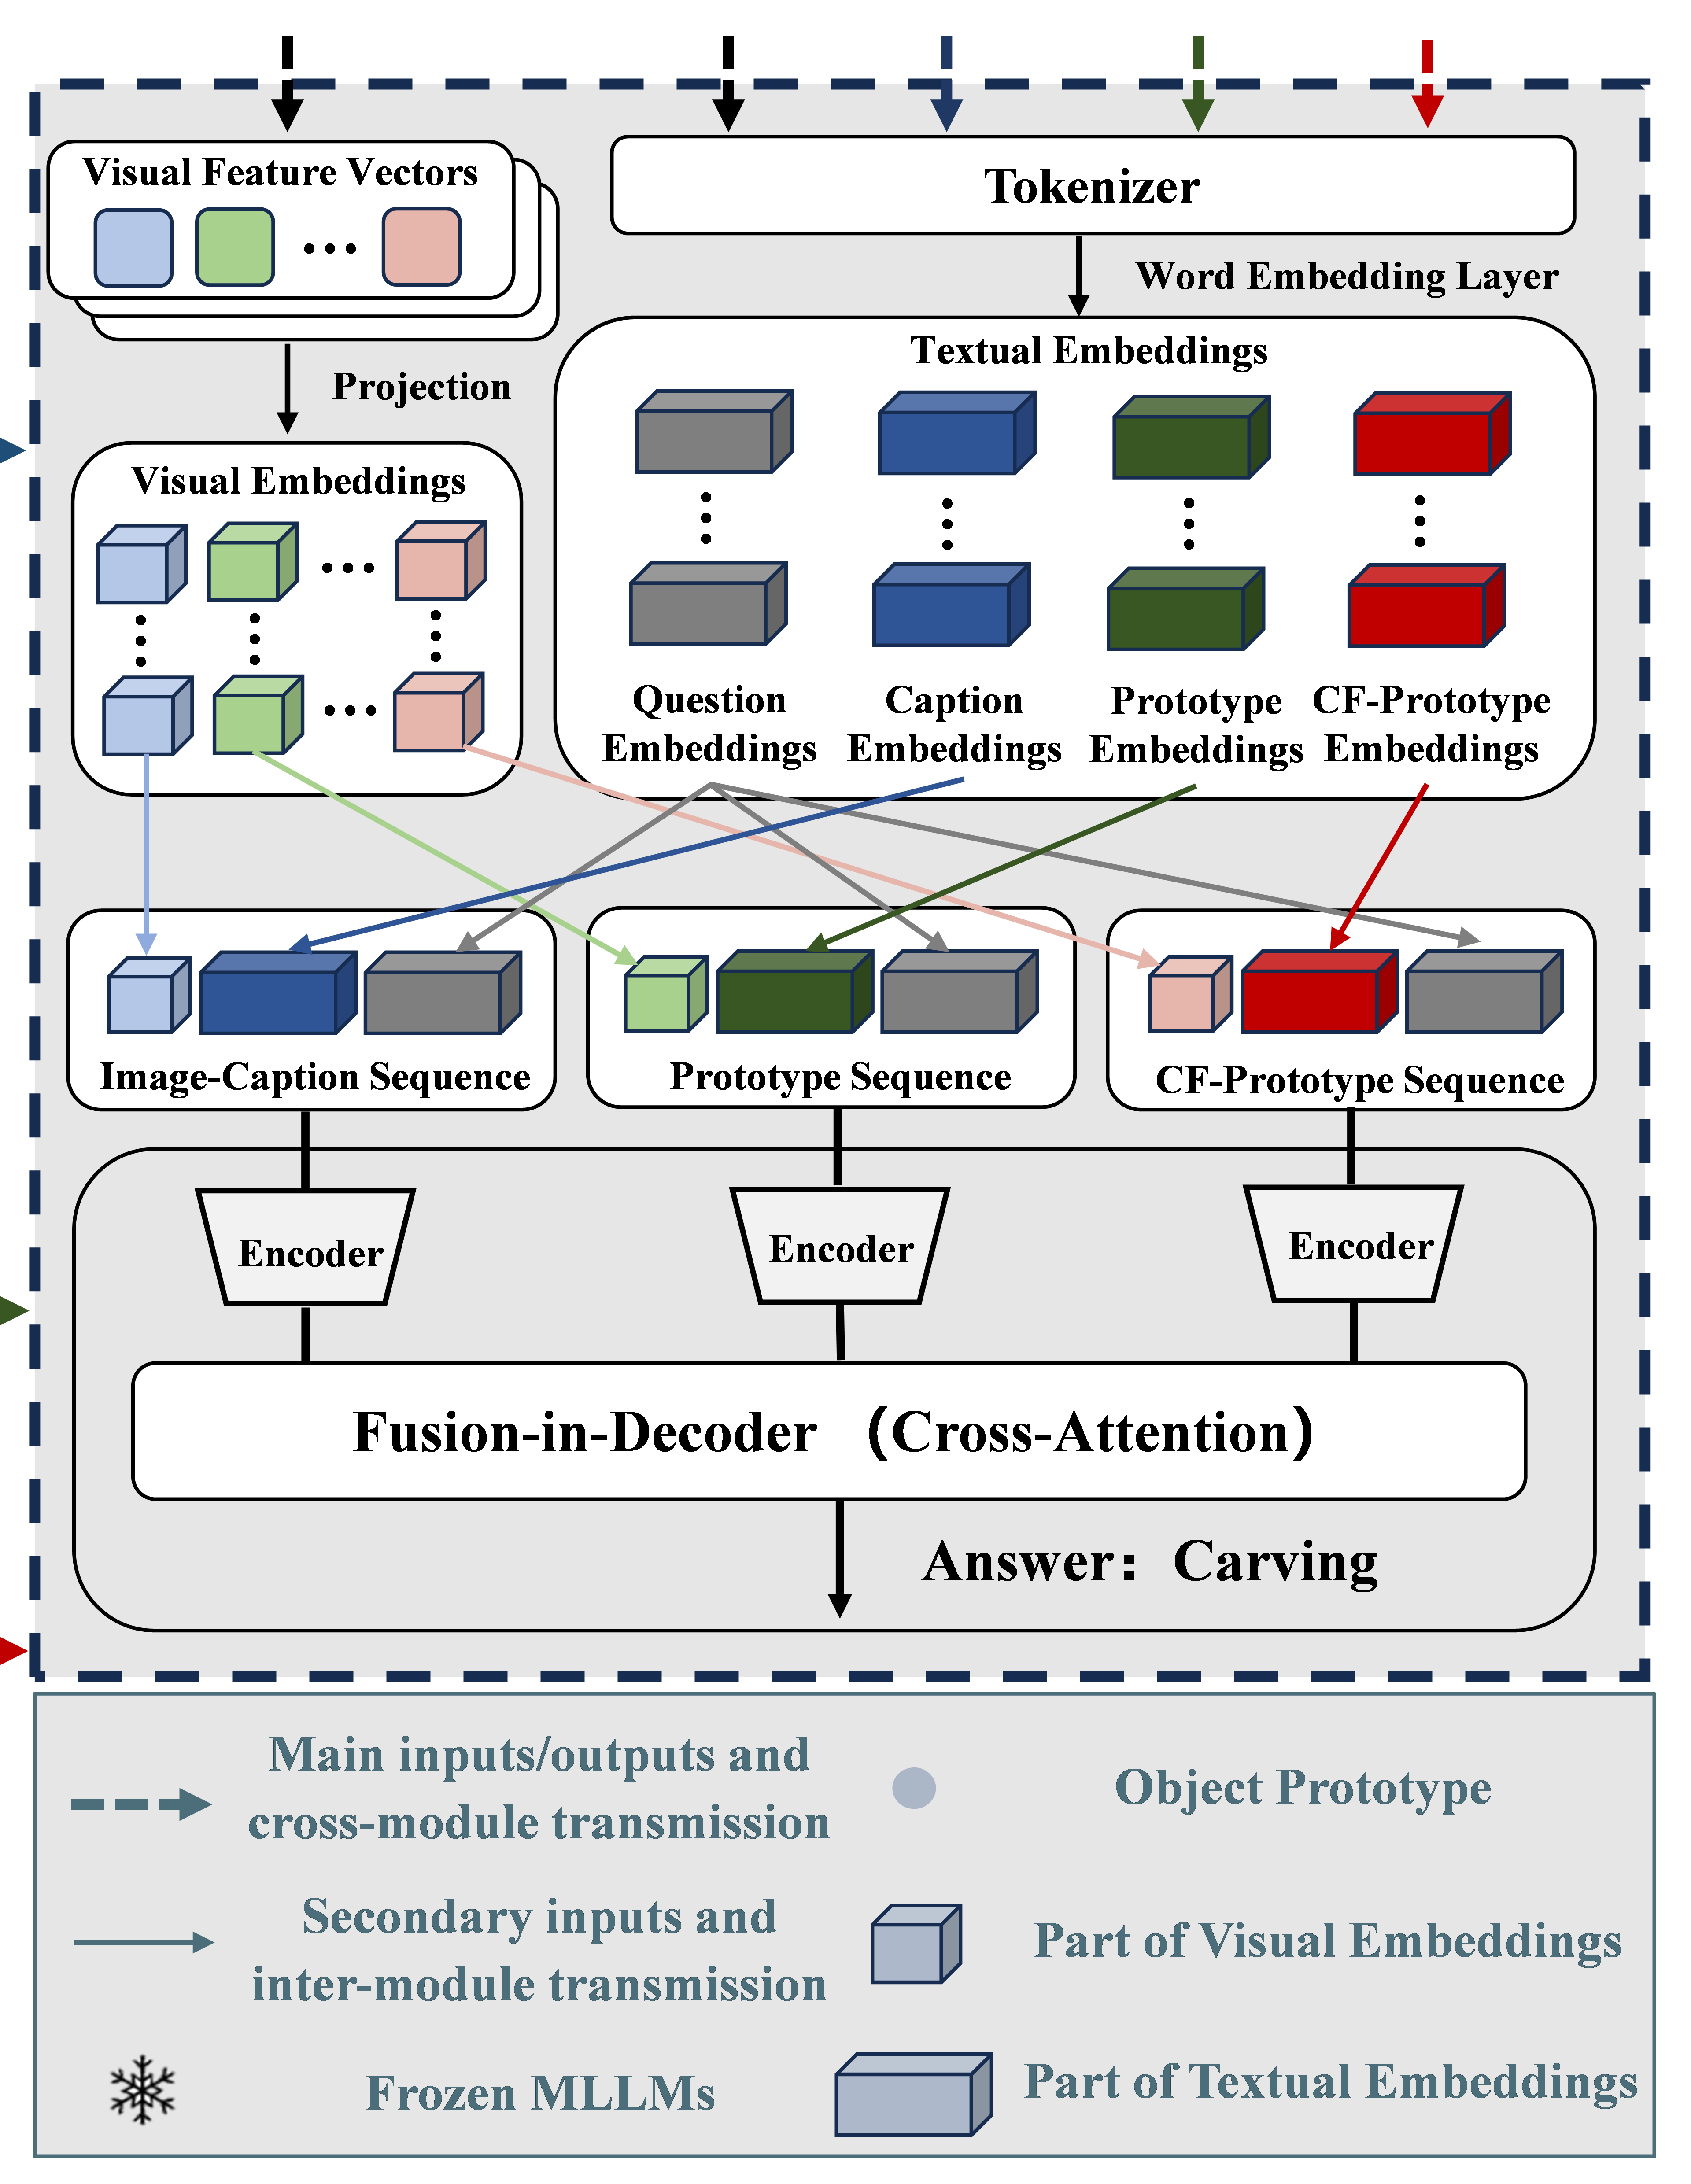 Visual Feature Vectors
Tokenizer
Word Embedding Layer
Projection
Textual Embeddings
Visual Embeddings
Question
Embeddings
Caption
Embeddings
Prototype
Embeddings
CF-Prototype
Embeddings
Image-Caption Sequence
Prototype Sequence
CF-Prototype Sequence
Encoder
Encoder
Encoder
Fusion-in-Decoder （Cross-Attention）
Answer：Carving
Main inputs/outputs and
cross-module transmission
Object Prototype
Secondary inputs and
inter-module transmission
Part of Visual Embeddings
Frozen MLLMs
Part of Textual Embeddings